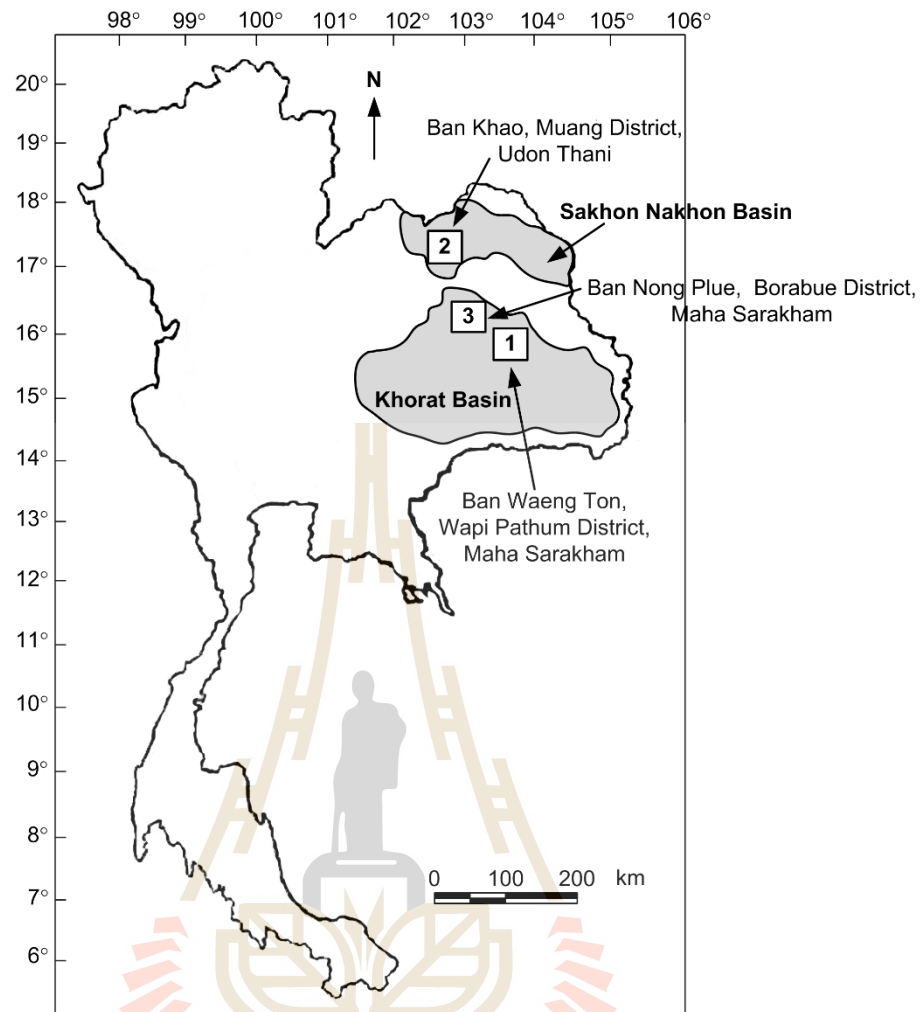 98° 99° 100° 101° 102° 103° 104° 105° 106°
20°
N
Ban Khao, Muang District,
Udon Thani
19°
18°
Sakhon Nakhon Basin
2
17°
Ban Nong Plue, Borabue District,
Maha Sarakham
3
16°
1
15°
Khorat Basin
14°
Ban Waeng Ton,
Wapi Pathum District,
Maha Sarakham
13°
12°
11°
10°
9°
8°
0 100 200 km
7°
6°